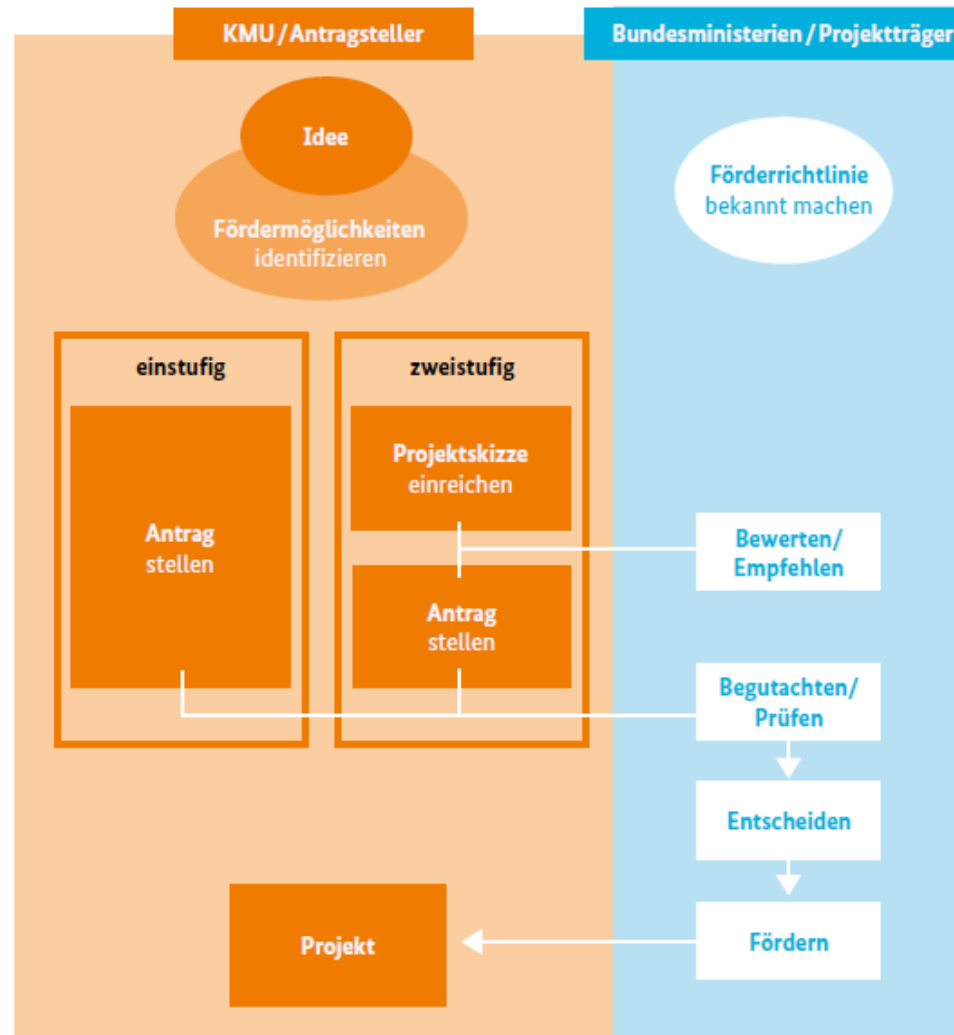 KMU/Antragsteller
Bundesministerien/Projektträger
Idee
Fördermöglichkeiten
identifizieren
Förderrichtlinie
bekannt machen
einstufig
Antrag
stellen
zweistufig
Projektskizze
einreichen
Antrag
stellen
Bewerten/
Empfehlen
Begutachten/
Prüfen
Entscheiden
Fördern
Projekt